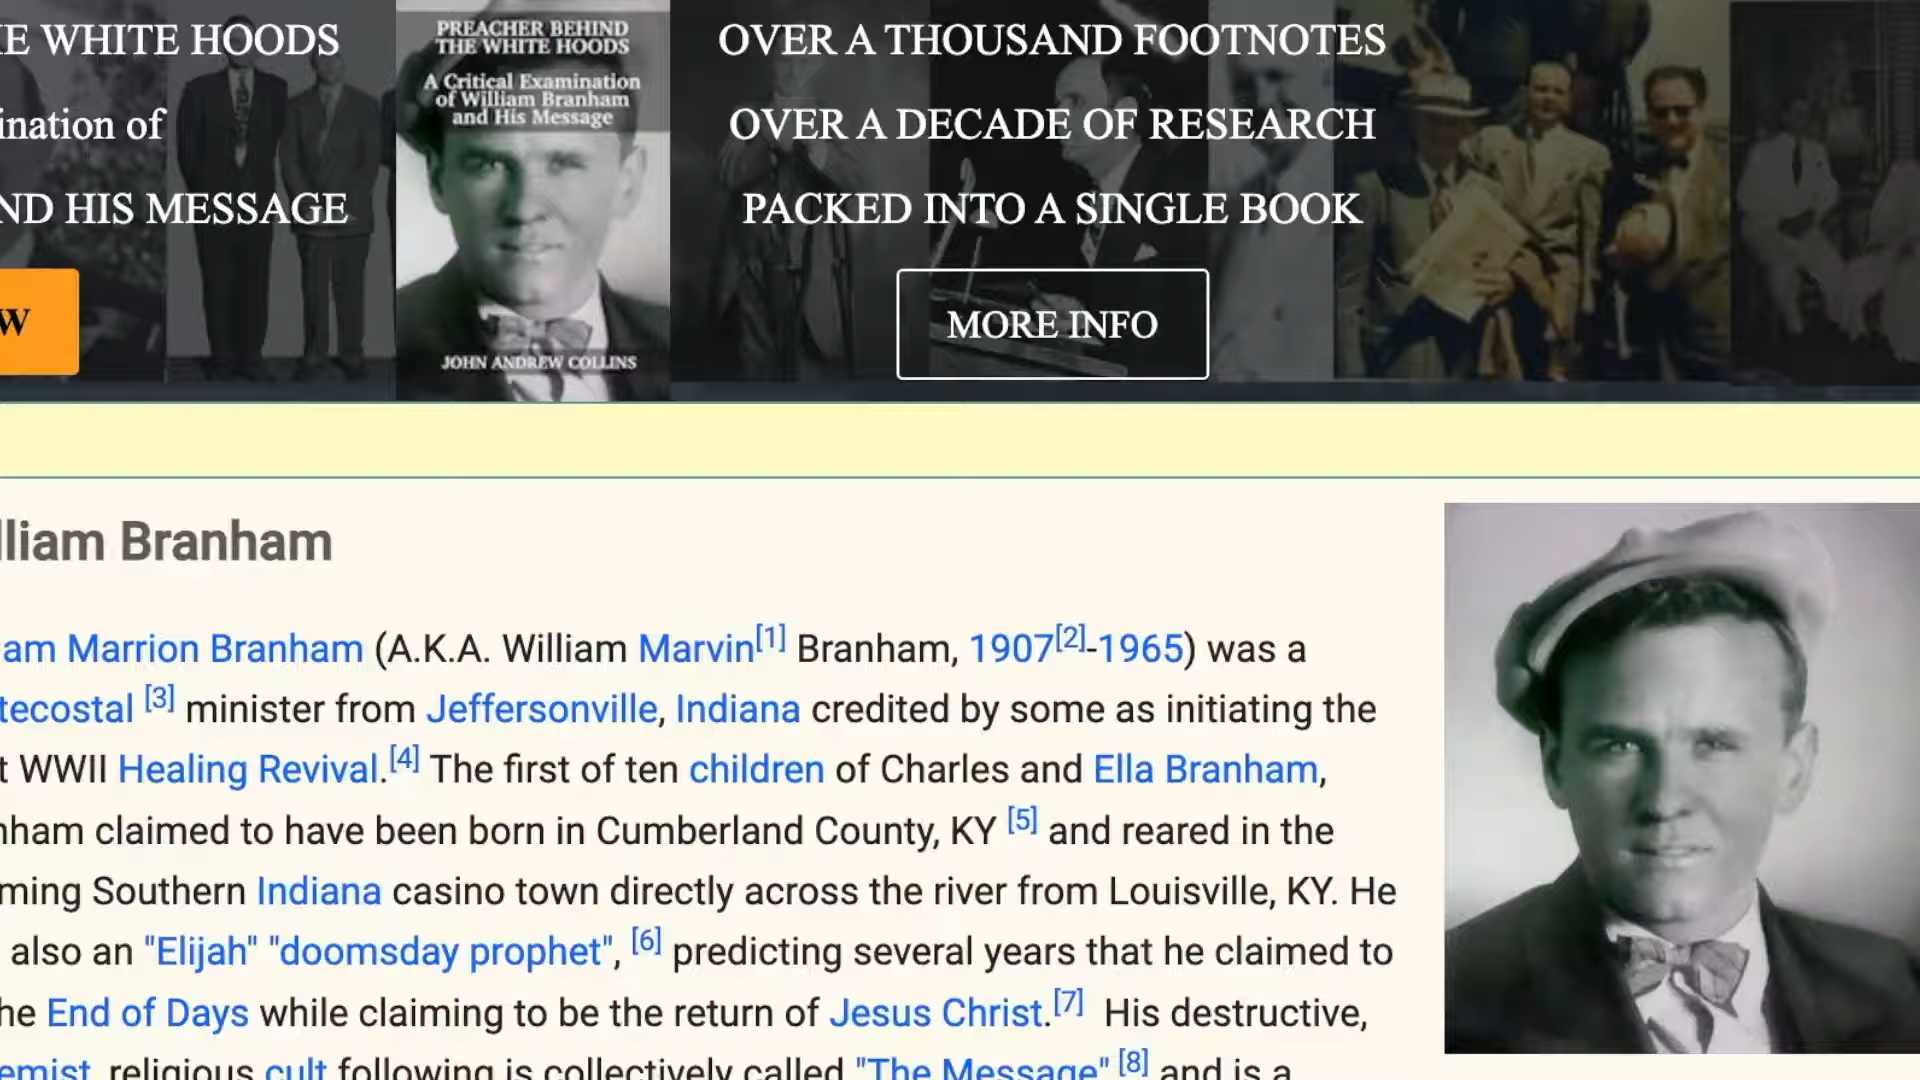 E WHITE HOODS
ination of
ND HIS MESSAGE
W
PREACHER BEHIND
THE WHITE HOODS
A Critical Examination
of William Branham
and His Message
JOHN ANDREW COLLINS
OVER A THOUSAND FOOTNOTES
OVER A DECADE OF RESEARCH
PACKED INTO A SINGLE BOOK
MORE INFO
lliam Branham
am Marrion Branham (A.K.A. William Marvin[1] Branham, 1907[2]-1965) was a
tecostal [3] minister from Jeffersonville, Indiana credited by some as initiating the
t WWII Healing Revival.[4] The first of ten children of Charles and Ella Branham,
nham claimed to have been born in Cumberland County, KY [5] and reared in the
ming Southern Indiana casino town directly across the river from Louisville, KY. He
also an "Elijah" "doomsday prophet", [6] predicting several years that he claimed to
he End of Days while claiming to be the return of Jesus Christ.[7] His destructive,
emist, religious cult following is collectively called "The Message" [8] and is a